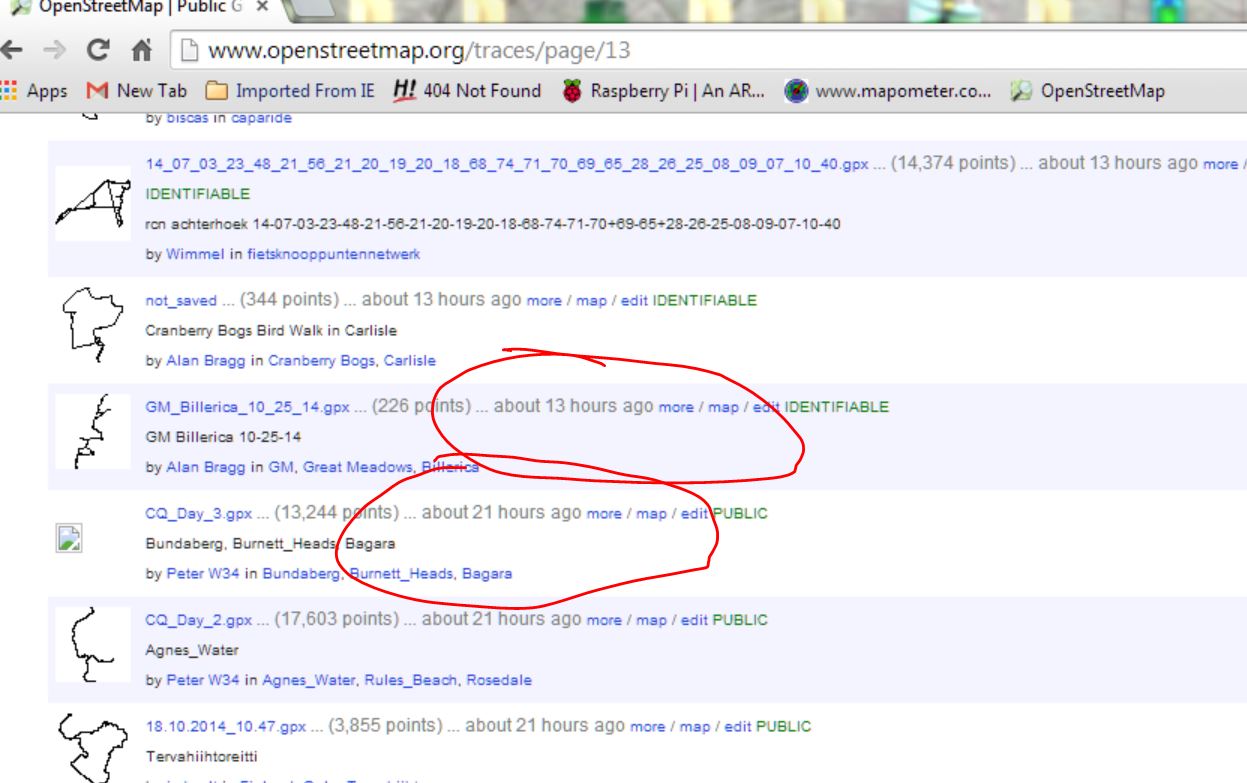 OpenStreetMap | Public G
www.openstreetmap.org/traces/page/13
Apps New Tab Imported From IE H! 404 Not Found Raspberry Pi | An AR... www.mapometer.co... OpenStreetMap
by biscas in caparide
14_07_03_23_48_21_56_21_20_19_20_18_68_74_71_70_69_65_28_26_25_08_09_07_10_40.gpx ... (14,374 points) ... about 13 hours ago more /
IDENTIFIABLE
rcn achterhoek 14-07-03-23-48-21-56-21-20-19-20-18-68-74-71-70+69-65+28-26-25-08-09-07-10-40
by Wimmel in fietsknooppuntennetwerk
not_saved ... (344 points) ... about 13 hours ago more / map / edit IDENTIFIABLE
Cranberry Bogs Bird Walk in Carlisle
by Alan Bragg in Cranberry Bogs, Carlisle
GM_Billerica_10_25_14.gpx ... (226 points) ... about 13 hours ago more / map / edit IDENTIFIABLE
GM Billerica 10-25-14
by Alan Bragg in GM, Great Meadows, Billerica
CQ_Day_3.gpx ... (13,244 points) ... about 21 hours ago more / map / edit PUBLIC
Bundaberg, Burnett_Heads, Bagara
by Peter W34 in Bundaberg, Burnett_Heads, Bagara
CQ_Day_2.gpx ... (17,603 points) ... about 21 hours ago more / map / edit PUBLIC
Agnes_Water
by Peter W34 in Agnes_Water, Rules_Beach, Rosedale
18.10.2014_10.47.gpx ... (3,855 points) ... about 21 hours ago more / map / edit PUBLIC
Tervahiihtoreitti